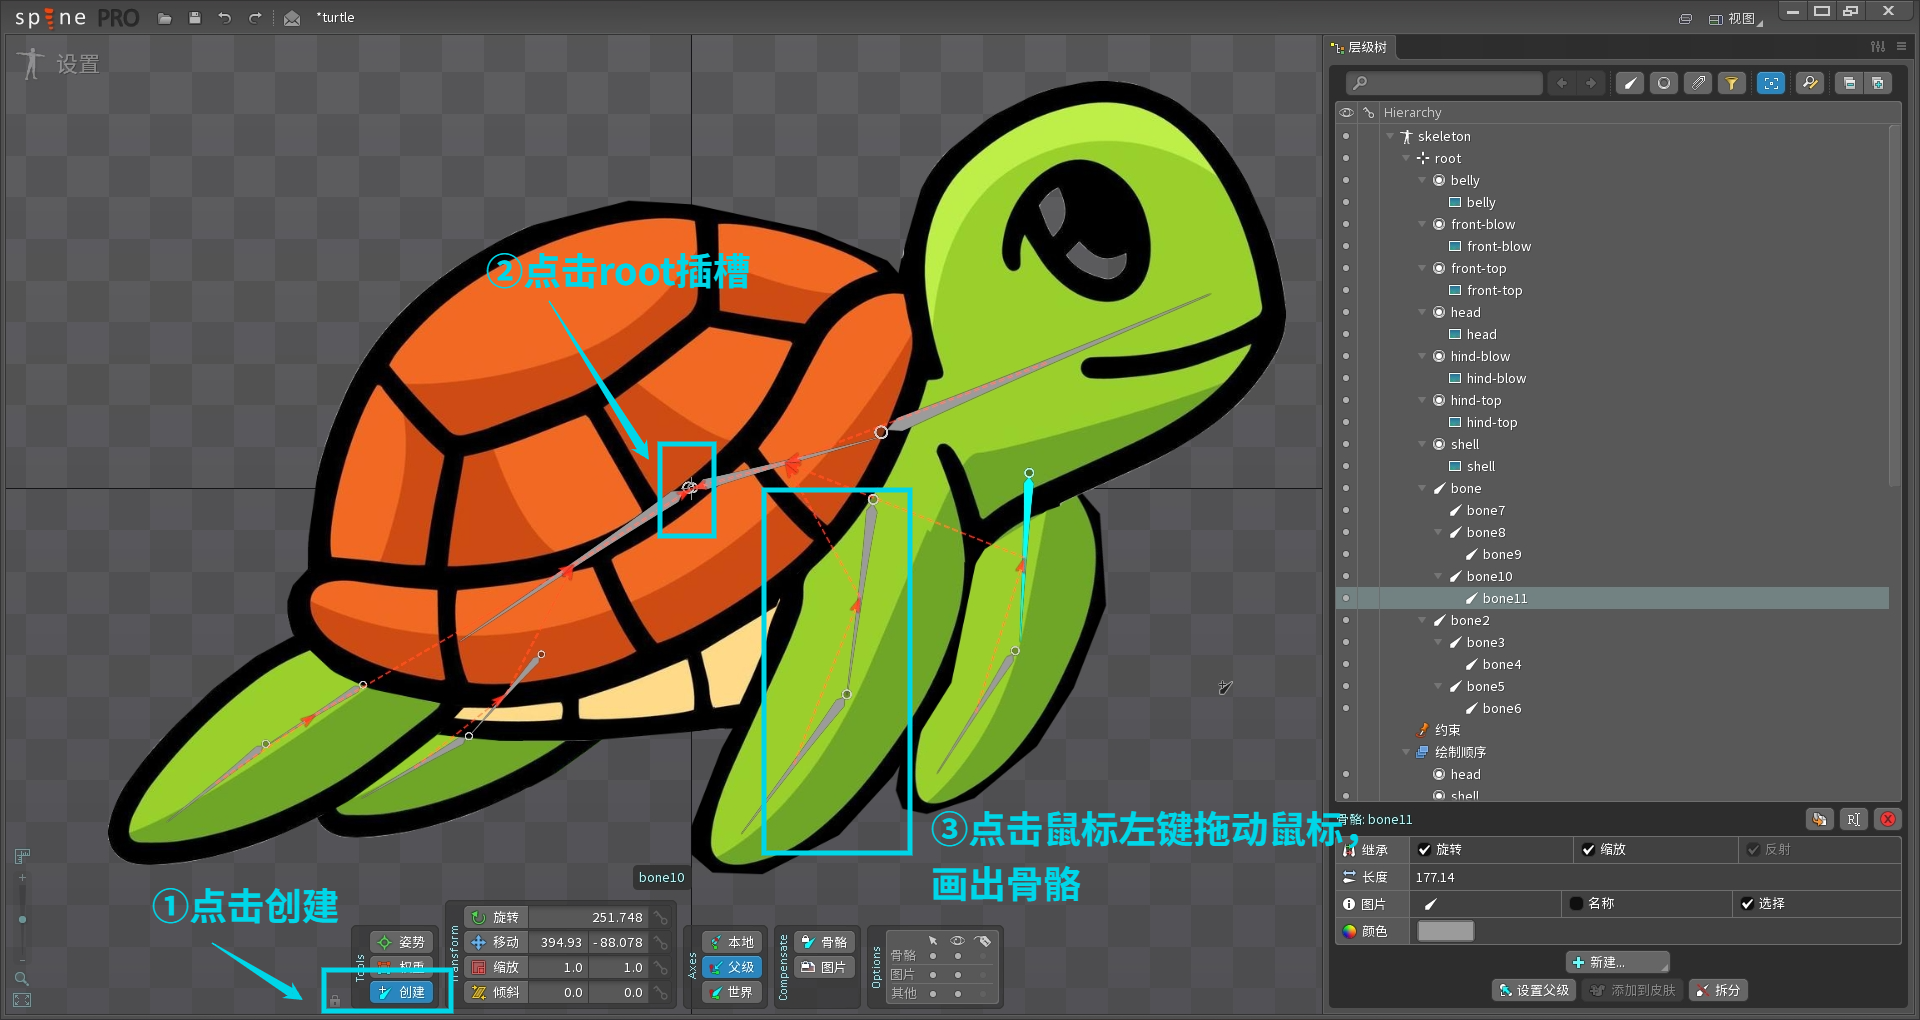 spine PRO
*turtle
视图
设置
层级树
Hierarchy
skeleton
root
belly
belly
front-blow
front-blow
front-top
front-top
head
head
hind-blow
hind-blow
hind-top
hind-top
shell
shell
bone
bone7
bone8
bone9
bone10
bone11
bone2
bone3
bone4
bone5
bone6
约束
绘制顺序
head
shell
②点击root插槽
③点击鼠标左键拖动鼠标，
画出骨骼
①点击创建
bone10
Tools
姿势
权重
创建
Transform
旋转 251.748
移动 394.93 -88.078
缩放 1.0 1.0
倾斜 0.0 0.0
Axes
本地
父级
世界
Compensate
骨骼
图片
Options
骨骼
图片
其他
骨骼: bone11
继承 旋转 缩放 反射
长度 177.14
图片 名称 选择
颜色
新建...
设置父级 添加到皮肤 拆分